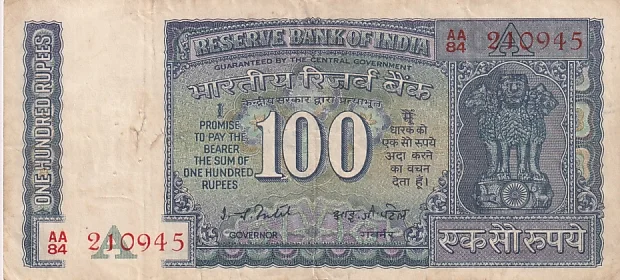 ONE HUNDRED RUPEES
RESERVE BANK OF INDIA
A
AA
84 210945
GUARANTEED BY THE CENTRAL GOVERNMENT
भारतीय रिज़र्व बैंक
केन्द्रीय सरकार द्वारा प्रत्याभूत
I
PROMISE
TO PAY THE
BEARER
THE SUM OF
ONE HUNDRED
RUPEES
100
मैं
धारक को
एक सौ रुपये
अदा करने
का वचन
देता हूँ।
GOVERNOR
गवर्नर
A
AA
84 210945
एक सौ रुपये